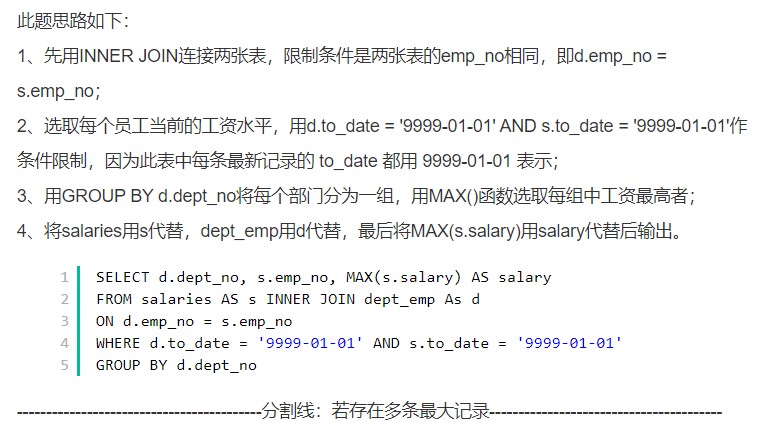 此题思路如下：
1、先用INNER JOIN连接两张表，限制条件是两张表的emp_no相同，即d.emp_no =
s.emp_no；
2、选取每个员工当前的工资水平，用d.to_date = '9999-01-01' AND s.to_date = '9999-01-01'作
条件限制，因为此表中每条最新记录的 to_date 都用 9999-01-01 表示；
3、用GROUP BY d.dept_no将每个部门分为一组，用MAX()函数选取每组中工资最高者；
4、将salaries用s代替，dept_emp用d代替，最后将MAX(s.salary)用salary代替后输出。
1 SELECT d.dept_no, s.emp_no, MAX(s.salary) AS salary
2 FROM salaries AS s INNER JOIN dept_emp As d
3 ON d.emp_no = s.emp_no
4 WHERE d.to_date = '9999-01-01' AND s.to_date = '9999-01-01'
5 GROUP BY d.dept_no
------------------------------------------分割线：若存在多条最大记录----------------------------------------